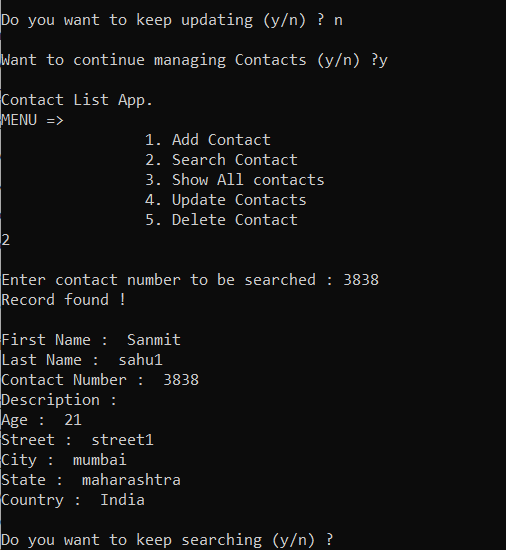 Do you want to keep updating (y/n) ? n
Want to continue managing Contacts (y/n) ?y
Contact List App.
MENU =>
1. Add Contact
2. Search Contact
3. Show All contacts
4. Update Contacts
5. Delete Contact
2
Enter contact number to be searched : 3838
Record found !
First Name :  Sanmit
Last Name :  sahu1
Contact Number :  3838
Description :
Age :  21
Street :  street1
City :  mumbai
State :  maharashtra
Country :  India
Do you want to keep searching (y/n) ?